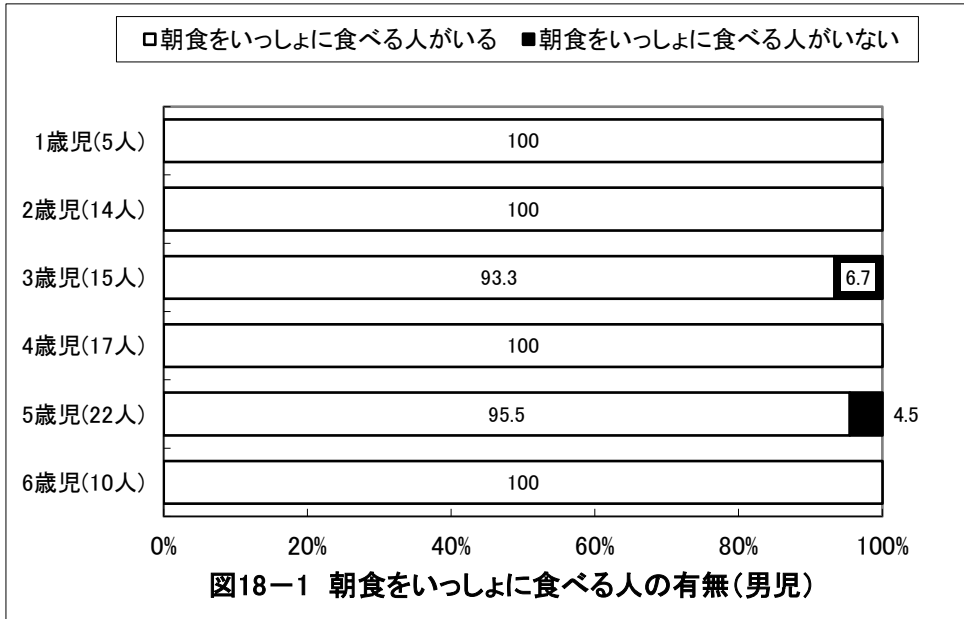 □朝食をいっしょに食べる人がいる ■朝食をいっしょに食べる人がいない
1歳児(5人) 100
2歳児(14人) 100
3歳児(15人) 93.3 6.7
4歳児(17人) 100
5歳児(22人) 95.5 4.5
6歳児(10人) 100
0% 20% 40% 60% 80% 100%
図18－1 朝食をいっしょに食べる人の有無(男児)